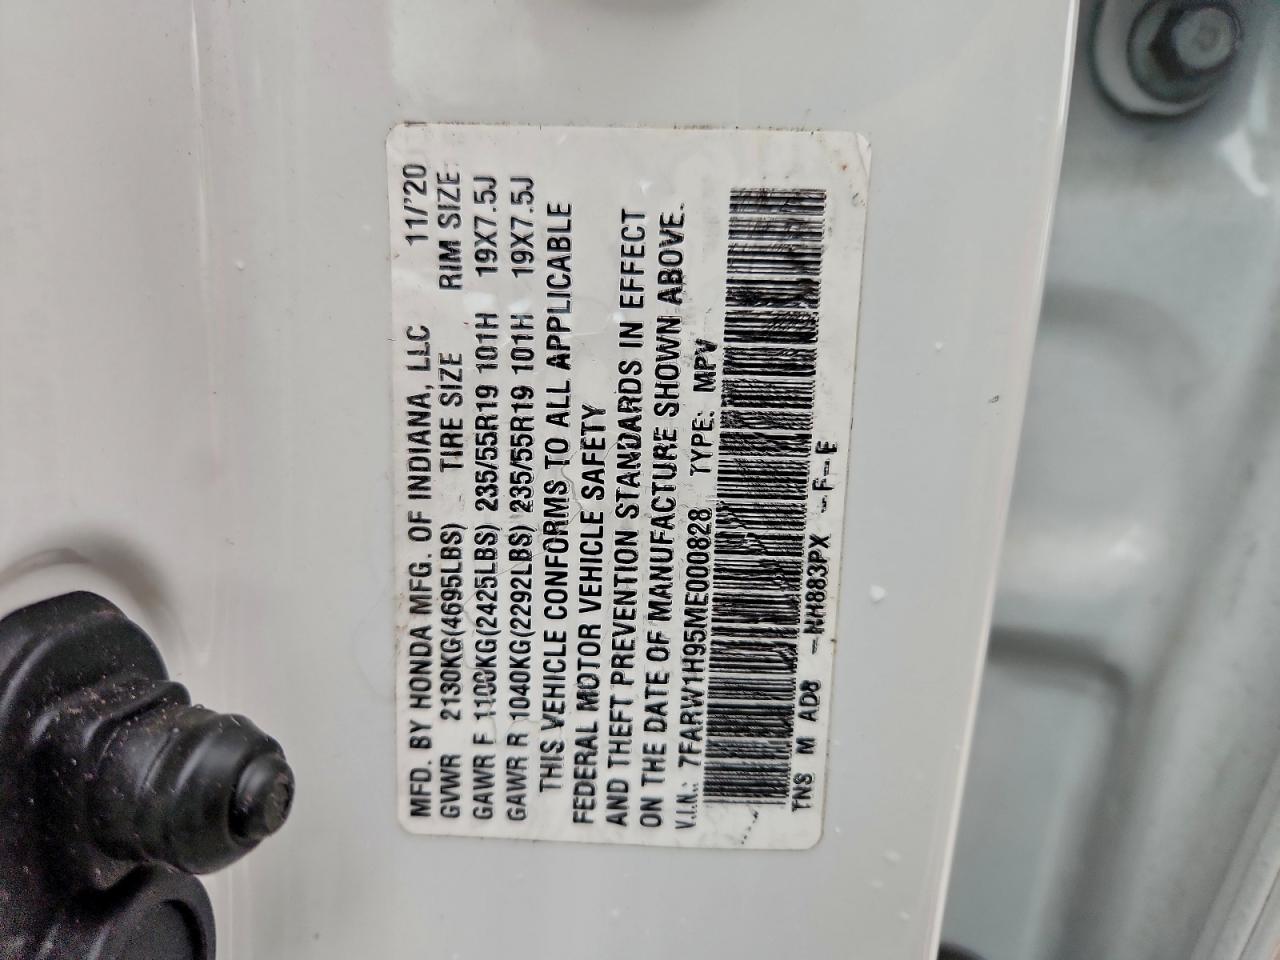 MFD. BY HONDA MFG. OF INDIANA, LLC 11/'20
GVWR 2130KG(4695LBS) TIRE SIZE RIM SIZE:
GAWR F 1100KG(2425LBS) 235/55R19 101H 19X7.5J
GAWR R 1040KG(2292LBS) 235/55R19 101H 19X7.5J
THIS VEHICLE CONFORMS TO ALL APPLICABLE
FEDERAL MOTOR VEHICLE SAFETY
AND THEFT PREVENTION STANDARDS IN EFFECT
ON THE DATE OF MANUFACTURE SHOWN ABOVE.
V.I.N.: 7FARW1H95ME000828 TYPE: MPV
TNS M AD8 -NH883PX -F-E